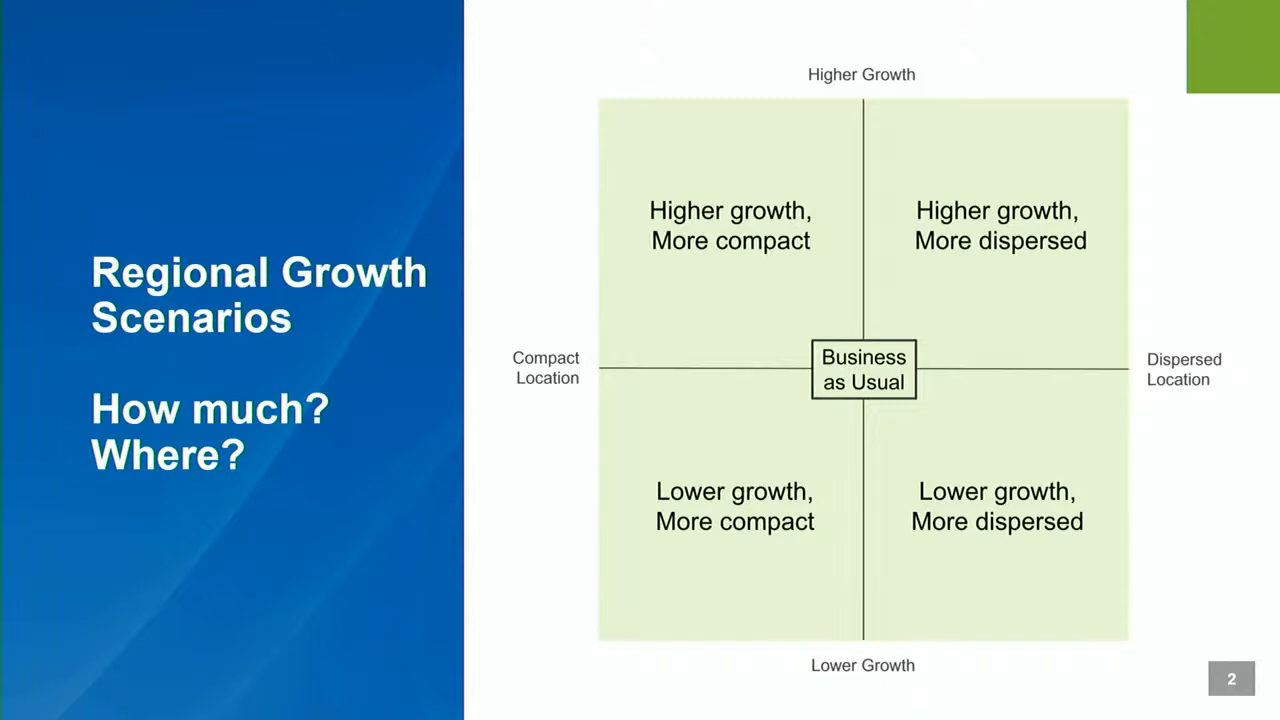 Regional Growth
Scenarios
How much?
Where?
Higher Growth
Higher growth,
More compact
Higher growth,
More dispersed
Compact
Location
Business
as Usual
Dispersed
Location
Lower growth,
More compact
Lower growth,
More dispersed
Lower Growth
2